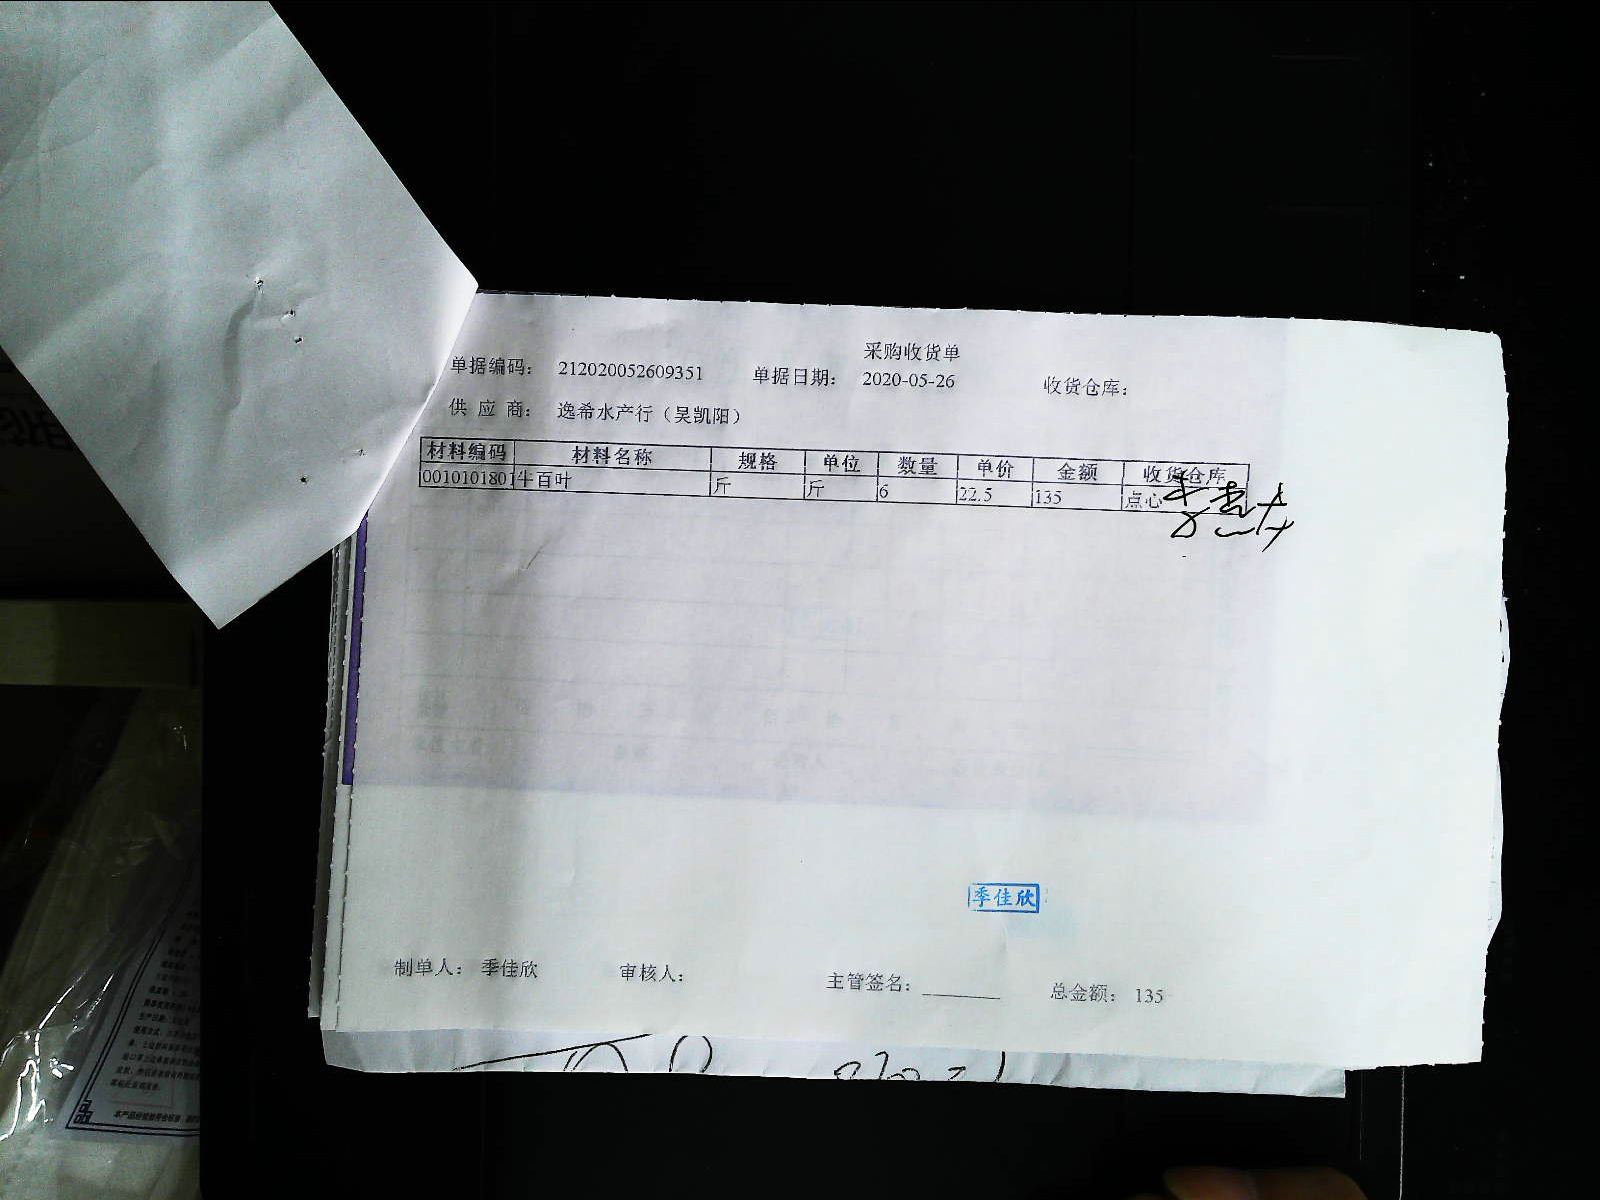 采购收货单
单据编码： 212020052609351 单据日期： 2020-05-26 收货仓库：
供 应 商： 逸希水产行（吴凯阳）
材料编码 材料名称 规格 单位 数量 单价 金额 收货仓库
0010101801 牛百叶 斤 斤 6 22.5 135 点心
季佳欣
制单人： 季佳欣 审核人： 主管签名： 总金额： 135